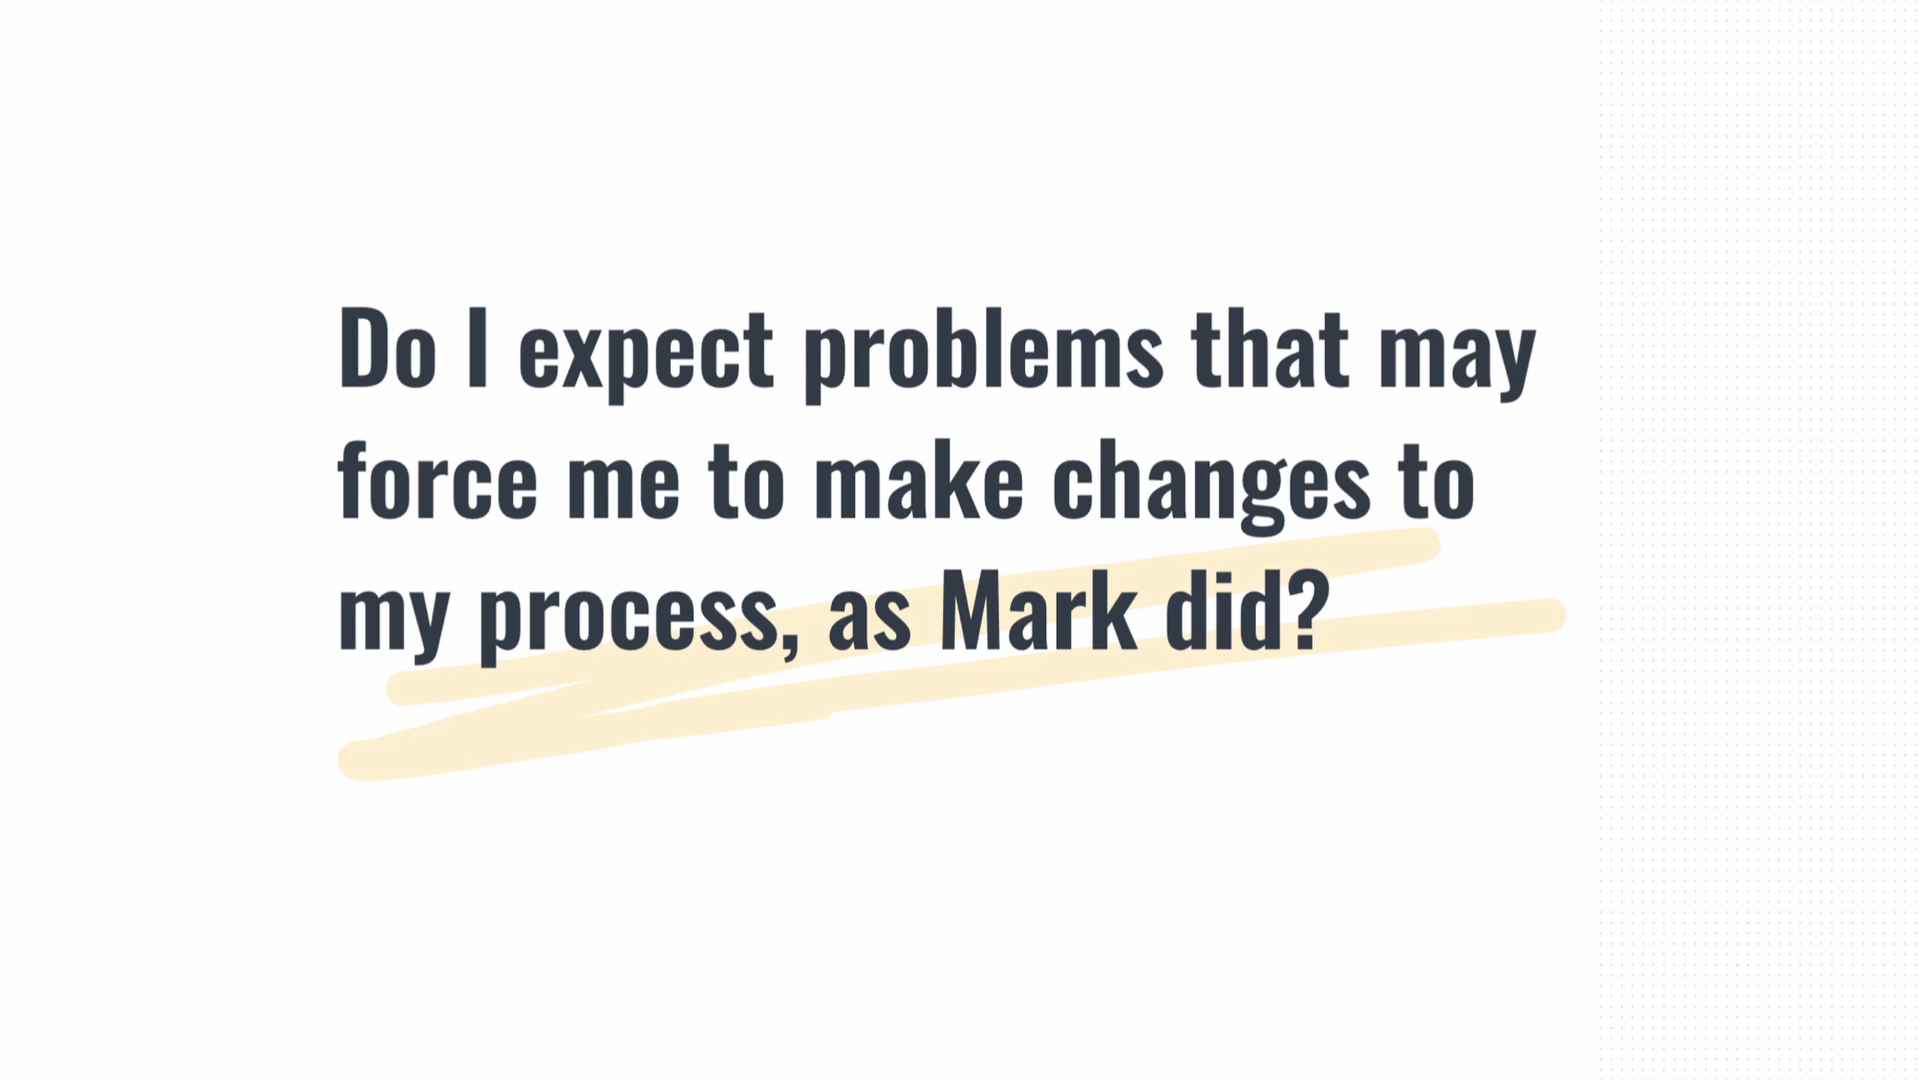 Do I expect problems that may
force me to make changes to
my process, as Mark did?